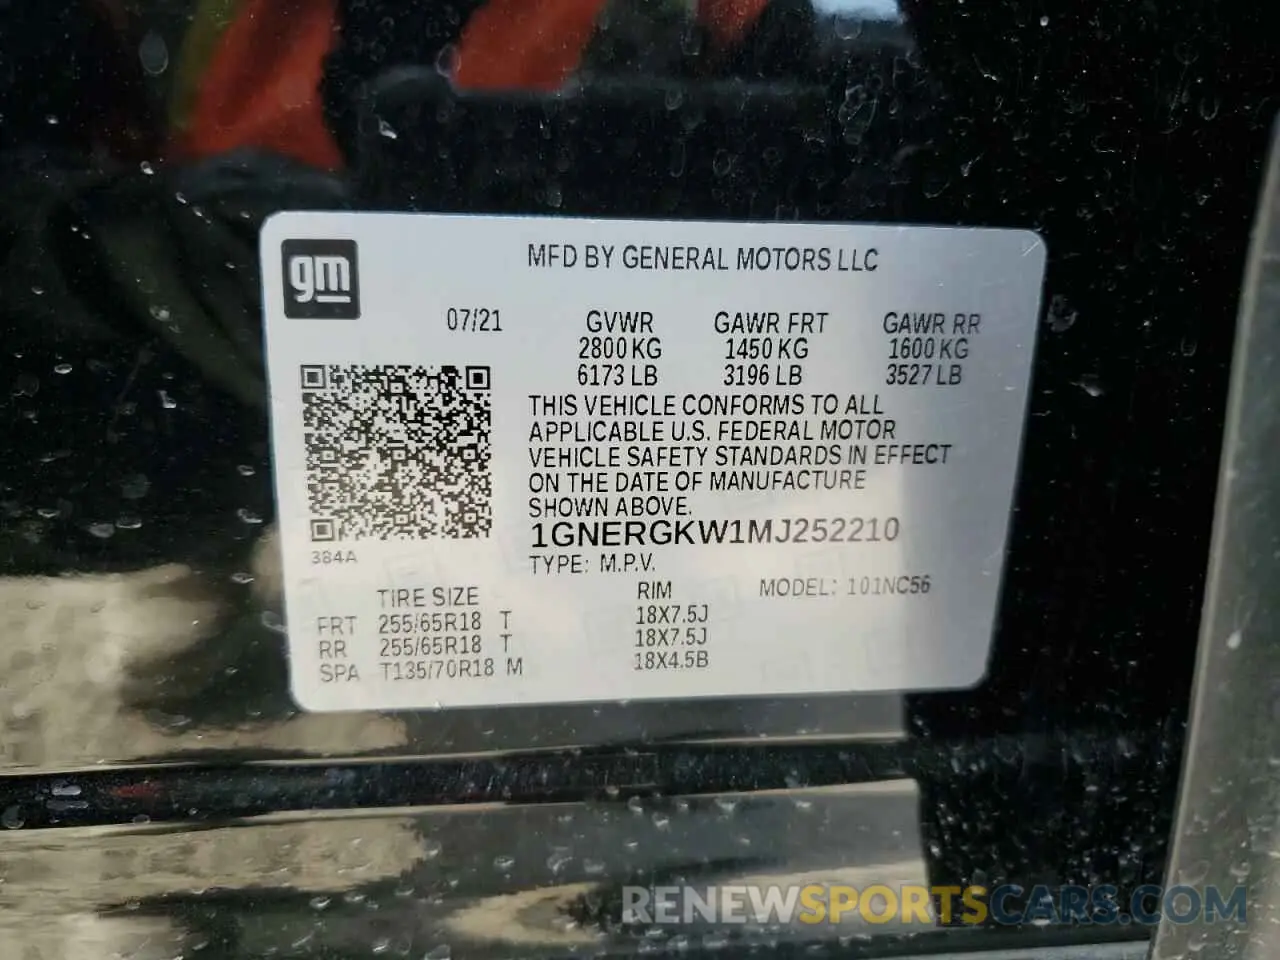 gm
MFD BY GENERAL MOTORS LLC
07/21 GVWR GAWR FRT GAWR RR
2800 KG 1450 KG 1600 KG
6173 LB 3196 LB 3527 LB
THIS VEHICLE CONFORMS TO ALL
APPLICABLE U.S. FEDERAL MOTOR
VEHICLE SAFETY STANDARDS IN EFFECT
ON THE DATE OF MANUFACTURE
SHOWN ABOVE.
1GNERGKW1MJ252210
384A
TYPE: M.P.V.
TIRE SIZE RIM MODEL: 101NC56
FRT 255/65R18 T 18X7.5J
RR 255/65R18 T 18X7.5J
SPA T135/70R18 M 18X4.5B
RENEWSPORTSCARS.COM